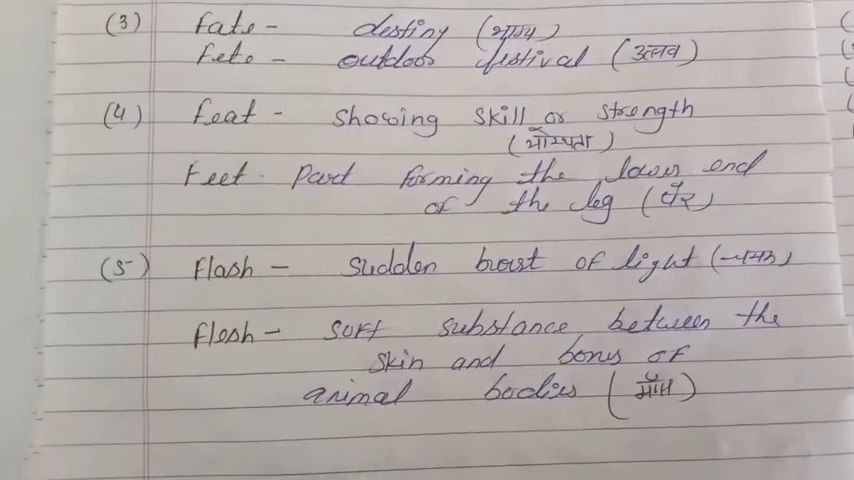 (3) Fate - destiny (भाग्य)
Fete - outdoor festival (उत्सव)
(4) Feat - Showing skill or strength
(योग्यता)
Feet - Part forming the lower end
of the leg (पैर)
(5) Flash - Sudden burst of light (चमक)
Flesh - Soft substance between the
skin and bones of
animal bodies (माँस)